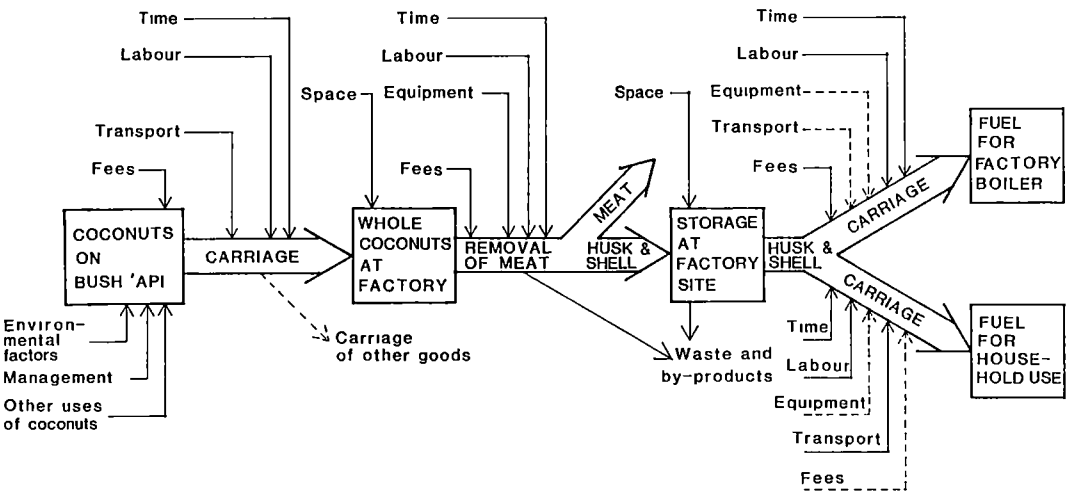 Time
Labour
Transport
Fees
COCONUTS
ON
BUSH 'API
Environ-
mental
factors
Management
Other uses
of coconuts
CARRIAGE
Carriage
of other goods
Space
WHOLE
COCONUTS
AT
FACTORY
Time
Labour
Equipment
Fees
REMOVAL
OF MEAT
MEAT
HUSK &
SHELL
Space
STORAGE
AT
FACTORY
SITE
Waste and
by-products
Time
Labour
Equipment
Transport
Fees
HUSK &
SHELL
CARRIAGE
FUEL
FOR
FACTORY
BOILER
CARRIAGE
Time
Labour
Equipment
Transport
Fees
FUEL
FOR
HOUSE-
HOLD USE